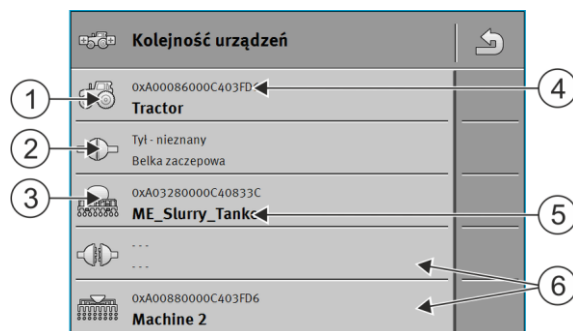 Kolejność urządzeń
0xA00086000C403FD
Tractor
Tył - nieznany
Belka zaczepowa
0xA03280000C40833C
ME_Slurry_Tank
- - -
- - -
0xA00880000C403FD6
Machine 2
1
2
3
4
5
6